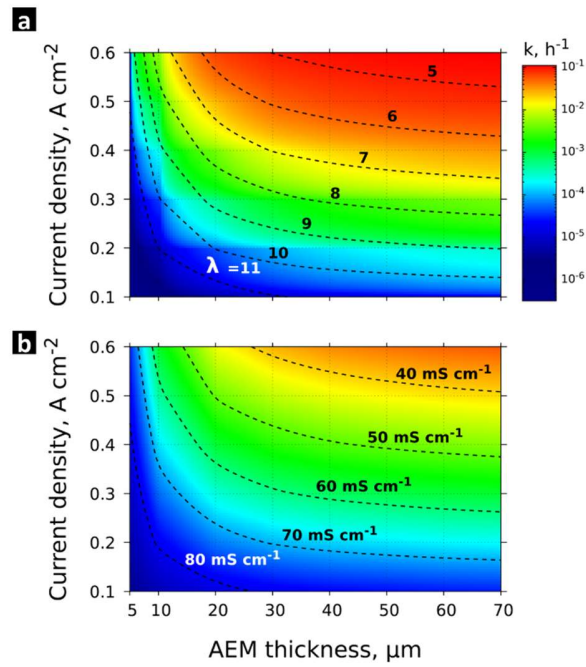 a
k, h⁻¹
0.6
0.5
0.4
0.3
0.2
0.1
Current density, A cm⁻²
5
6
7
8
9
10
λ =11
10⁻¹
10⁻²
10⁻³
10⁻⁴
10⁻⁵
10⁻⁶
b
0.6
0.5
0.4
0.3
0.2
0.1
Current density, A cm⁻²
40 mS cm⁻¹
50 mS cm⁻¹
60 mS cm⁻¹
70 mS cm⁻¹
80 mS cm⁻¹
5 10 20 30 40 50 60 70
AEM thickness, μm